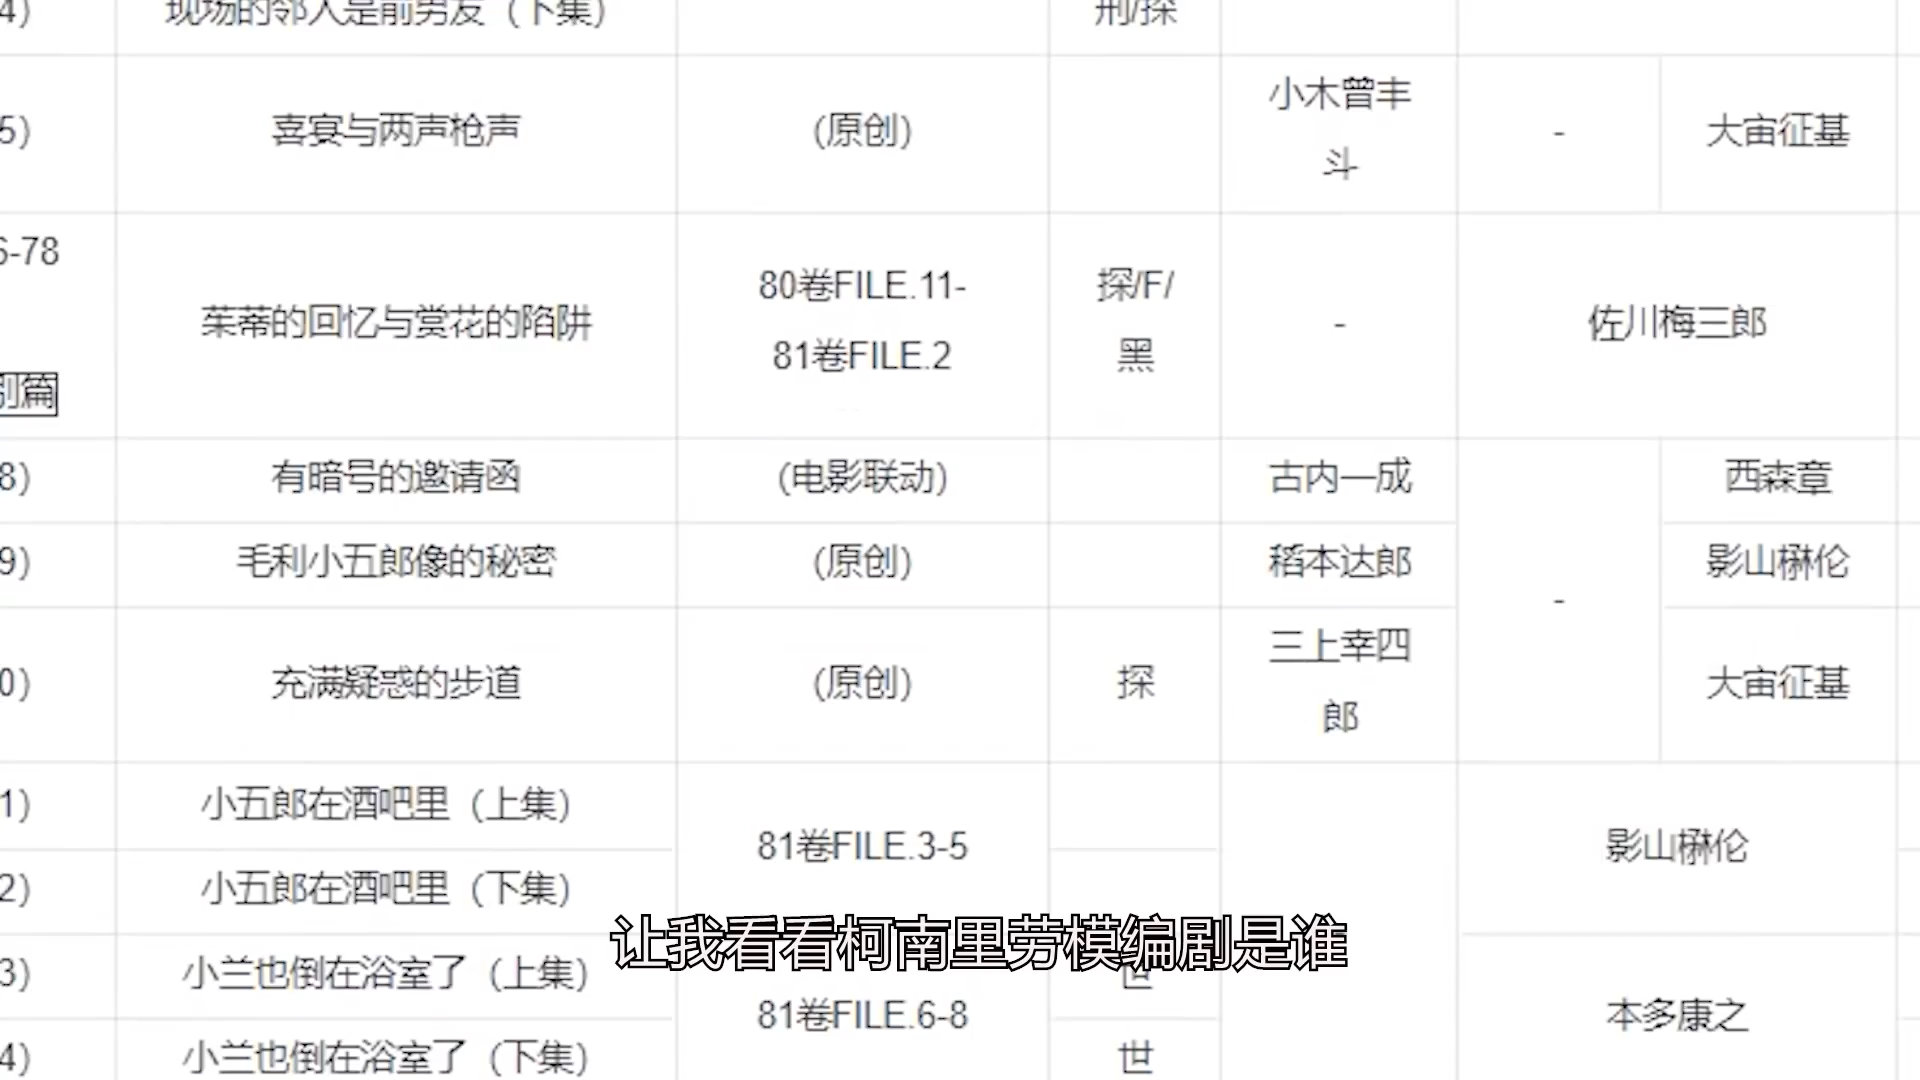 4) 现场的邻人是前男友（下集） 刑/探
5) 喜宴与两声枪声 (原创) 小木曾丰 斗 - 大宙征基
6-78 别篇 茱蒂的回忆与赏花的陷阱 80卷FILE.11- 81卷FILE.2 探/F/ 黑 - 佐川梅三郎
8) 有暗号的邀请函 (电影联动) 古内一成 西森章
9) 毛利小五郎像的秘密 (原创) 稻本达郎 - 影山楙伦
0) 充满疑惑的步道 (原创) 探 三上幸四 郎 大宙征基
1) 小五郎在酒吧里（上集） 81卷FILE.3-5 影山楙伦
2) 小五郎在酒吧里（下集）
让我看看柯南里劳模编剧是谁
3) 小兰也倒在浴室了（上集） 81卷FILE.6-8 世 本多康之
4) 小兰也倒在浴室了（下集） 世